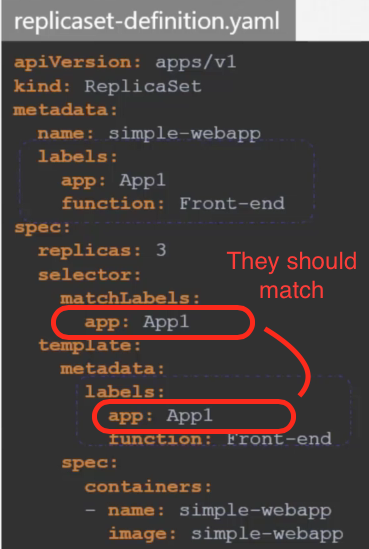 replicaset-definition.yaml
apiVersion: apps/v1
kind: ReplicaSet
metadata:
  name: simple-webapp
  labels:
    app: App1
    function: Front-end
spec:
  replicas: 3
  selector:
    matchLabels:
      app: App1
  template:
    metadata:
      labels:
        app: App1
        function: Front-end
    spec:
      containers:
      - name: simple-webapp
        image: simple-webapp
They should
match